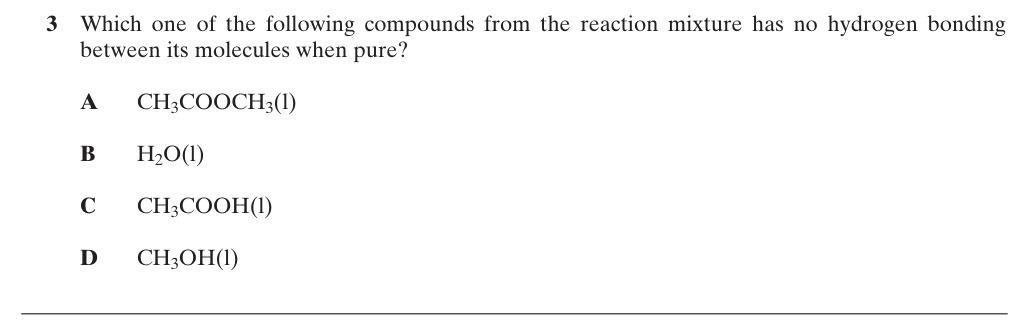 3 Which one of the following compounds from the reaction mixture has no hydrogen bonding
between its molecules when pure?
A CH₃COOCH₃(l)
B H₂O(l)
C CH₃COOH(l)
D CH₃OH(l)